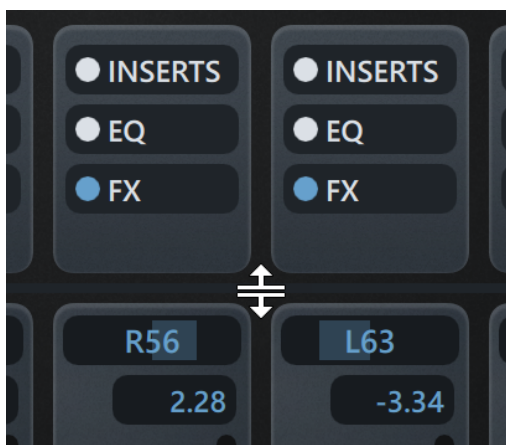 INSERTS
INSERTS
EQ
EQ
FX
FX
R56
L63
2.28
-3.34